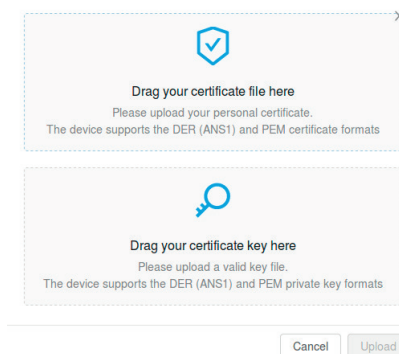 Drag your certificate file here
Please upload your personal certificate.
The device supports the DER (ANS1) and PEM certificate formats
Drag your certificate key here
Please upload a valid key file.
The device supports the DER (ANS1) and PEM private key formats
Cancel
Upload